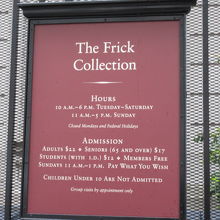 The Frick
Collection
HOURS
10 A.M.–6 P.M. TUESDAY–SATURDAY
11 A.M.–5 P.M. SUNDAY
Closed Mondays and Federal Holidays
ADMISSION
ADULTS $22 ❖ SENIORS (65 AND OVER) $17
STUDENTS (WITH I.D.) $12 ❖ MEMBERS FREE
SUNDAYS 11 A.M.–1 P.M. PAY WHAT YOU WISH
CHILDREN UNDER 10 ARE NOT ADMITTED
Group visits by appointment only